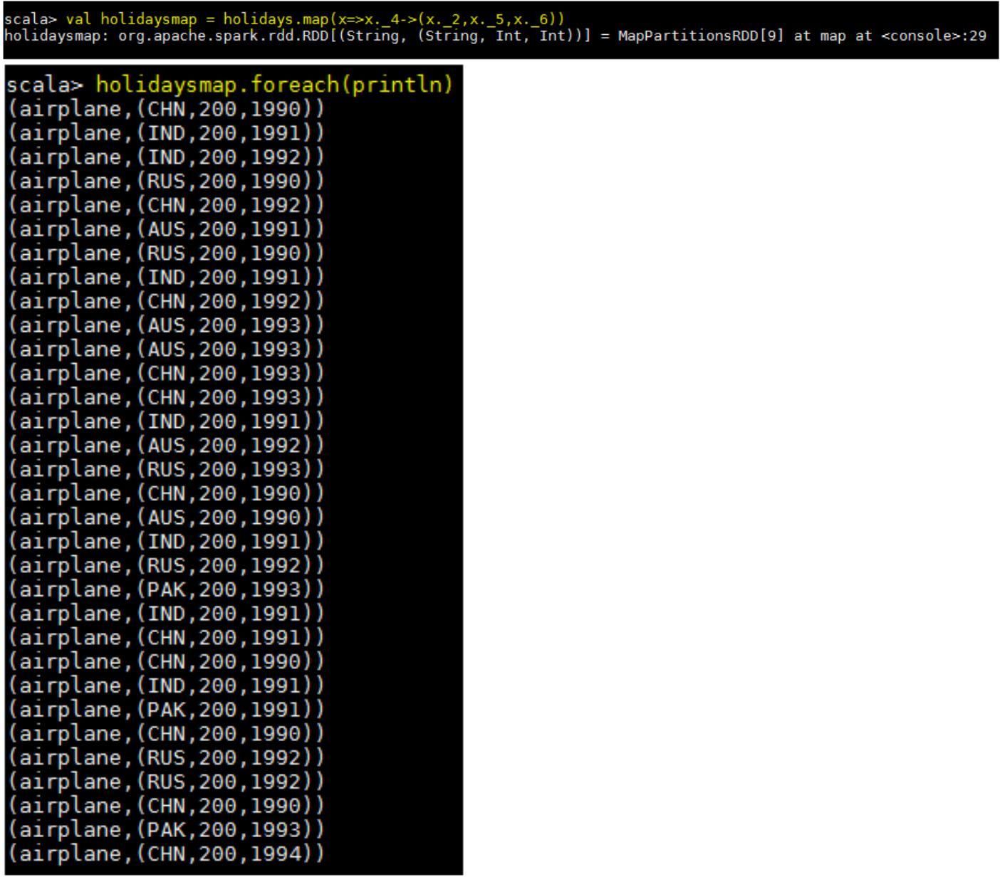 scala> val holidaysmap = holidays.map(x=>x._4->(x._2,x._5,x._6))
holidaysmap: org.apache.spark.rdd.RDD[(String, (String, Int, Int))] = MapPartitionsRDD[9] at map at <console>:29
scala> holidaysmap.foreach(println)
(airplane,(CHN,200,1990))
(airplane,(IND,200,1991))
(airplane,(IND,200,1992))
(airplane,(RUS,200,1990))
(airplane,(CHN,200,1992))
(airplane,(AUS,200,1991))
(airplane,(RUS,200,1990))
(airplane,(IND,200,1991))
(airplane,(CHN,200,1992))
(airplane,(AUS,200,1993))
(airplane,(AUS,200,1993))
(airplane,(CHN,200,1993))
(airplane,(CHN,200,1993))
(airplane,(IND,200,1991))
(airplane,(AUS,200,1992))
(airplane,(RUS,200,1993))
(airplane,(CHN,200,1990))
(airplane,(AUS,200,1990))
(airplane,(IND,200,1991))
(airplane,(RUS,200,1992))
(airplane,(PAK,200,1993))
(airplane,(IND,200,1991))
(airplane,(CHN,200,1991))
(airplane,(CHN,200,1990))
(airplane,(IND,200,1991))
(airplane,(PAK,200,1991))
(airplane,(CHN,200,1990))
(airplane,(RUS,200,1992))
(airplane,(RUS,200,1992))
(airplane,(CHN,200,1990))
(airplane,(PAK,200,1993))
(airplane,(CHN,200,1994))